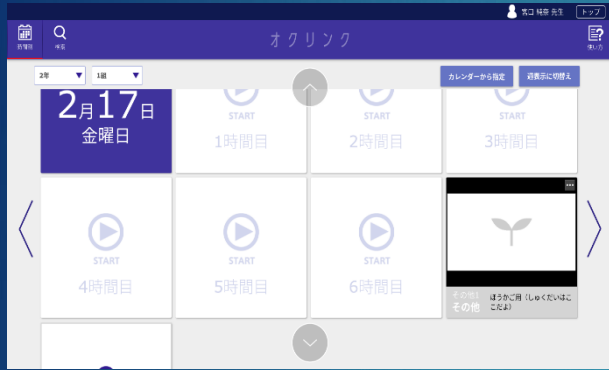 宮口 純奈 先生
トップ
時間割
検索
オクリンク
使い方
2年 ▼
1組 ▼
カレンダーから指定
週表示に切替え
2月17日
金曜日
START
1時間目
START
2時間目
START
3時間目
START
4時間目
START
5時間目
START
6時間目
その他1
その他
ほうかご用（しゅくだいはこ
こだよ）